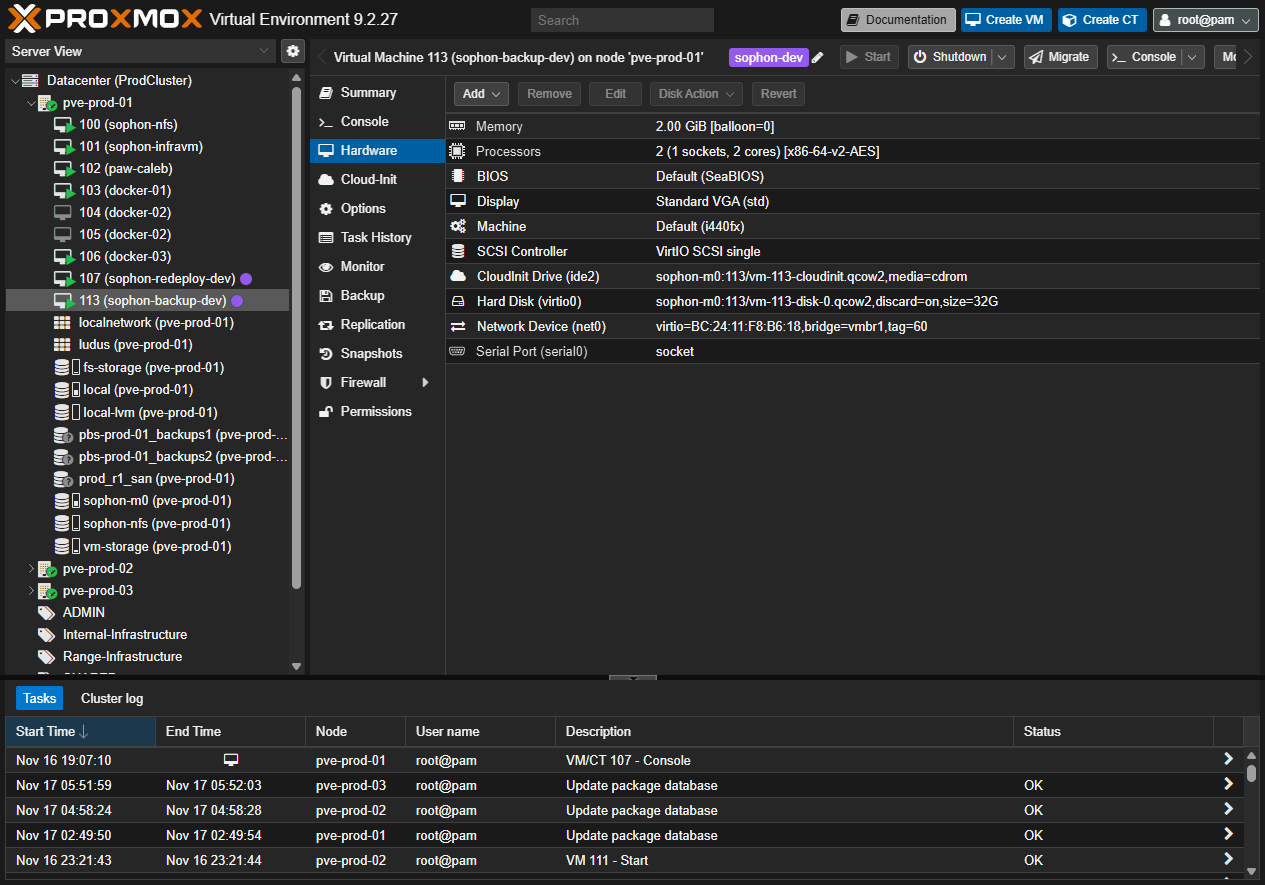 PROXMOX Virtual Environment 9.2.27
Search
Documentation
Create VM
Create CT
root@pam
Server View
Virtual Machine 113 (sophon-backup-dev) on node 'pve-prod-01'
sophon-dev
Start
Shutdown
Migrate
Console
Datacenter (ProdCluster)
pve-prod-01
100 (sophon-nfs)
101 (sophon-infravm)
102 (paw-caleb)
103 (docker-01)
104 (docker-02)
105 (docker-02)
106 (docker-03)
107 (sophon-redeploy-dev)
113 (sophon-backup-dev)
localnetwork (pve-prod-01)
ludus (pve-prod-01)
fs-storage (pve-prod-01)
local (pve-prod-01)
local-lvm (pve-prod-01)
pbs-prod-01_backups1 (pve-prod-...
pbs-prod-01_backups2 (pve-prod-...
prod_r1_san (pve-prod-01)
sophon-m0 (pve-prod-01)
sophon-nfs (pve-prod-01)
vm-storage (pve-prod-01)
pve-prod-02
pve-prod-03
ADMIN
Internal-Infrastructure
Range-Infrastructure
Summary
Console
Hardware
Cloud-Init
Options
Task History
Monitor
Backup
Replication
Snapshots
Firewall
Permissions
Add
Remove
Edit
Disk Action
Revert
Memory 2.00 GiB [balloon=0]
Processors 2 (1 sockets, 2 cores) [x86-64-v2-AES]
BIOS Default (SeaBIOS)
Display Standard VGA (std)
Machine Default (i440fx)
SCSI Controller VirtIO SCSI single
CloudInit Drive (ide2) sophon-m0:113/vm-113-cloudinit.qcow2,media=cdrom
Hard Disk (virtio0) sophon-m0:113/vm-113-disk-0.qcow2,discard=on,size=32G
Network Device (net0) virtio=BC:24:11:F8:B6:18,bridge=vmbr1,tag=60
Serial Port (serial0) socket
Tasks
Cluster log
Start Time End Time Node User name Description Status
Nov 16 19:07:10 pve-prod-01 root@pam VM/CT 107 - Console
Nov 17 05:51:59 Nov 17 05:52:03 pve-prod-03 root@pam Update package database OK
Nov 17 04:58:24 Nov 17 04:58:28 pve-prod-02 root@pam Update package database OK
Nov 17 02:49:50 Nov 17 02:49:54 pve-prod-01 root@pam Update package database OK
Nov 16 23:21:43 Nov 16 23:21:44 pve-prod-02 root@pam VM 111 - Start OK